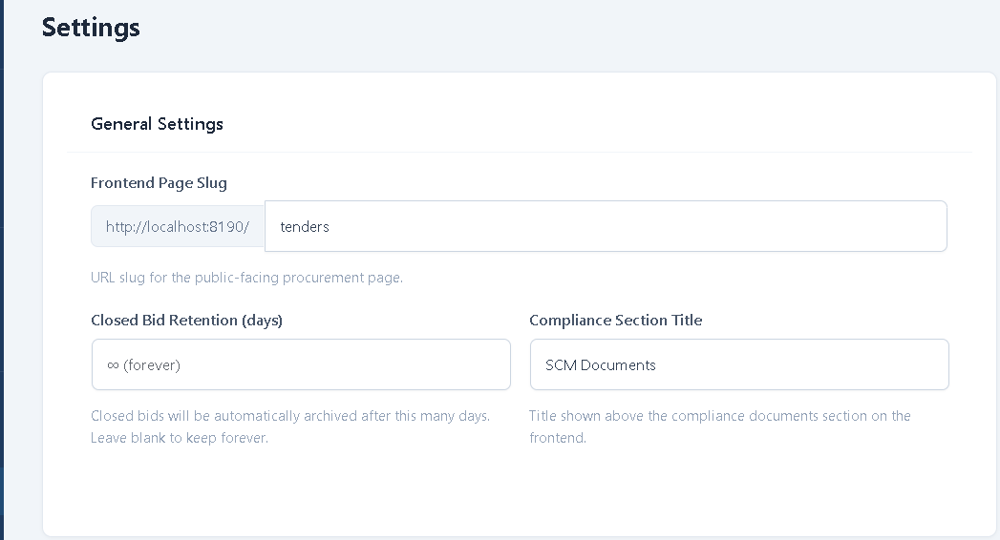 Settings
General Settings
Frontend Page Slug
http://localhost:8190/ tenders
URL slug for the public-facing procurement page.
Closed Bid Retention (days)
∞ (forever)
Closed bids will be automatically archived after this many days.
Leave blank to keep forever.
Compliance Section Title
SCM Documents
Title shown above the compliance documents section on the
frontend.